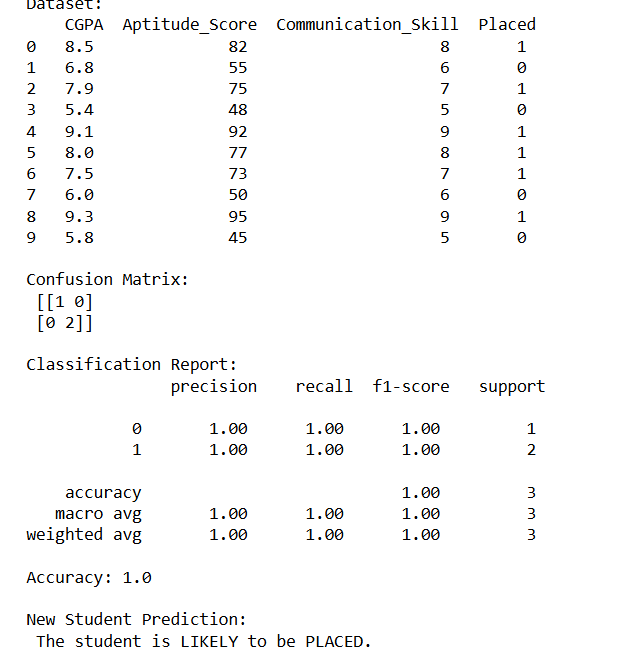 Dataset:
CGPA Aptitude_Score Communication_Skill Placed
0 8.5 82 8 1
1 6.8 55 6 0
2 7.9 75 7 1
3 5.4 48 5 0
4 9.1 92 9 1
5 8.0 77 8 1
6 7.5 73 7 1
7 6.0 50 6 0
8 9.3 95 9 1
9 5.8 45 5 0
Confusion Matrix:
[[1 0]
[0 2]]
Classification Report:
precision recall f1-score support
0 1.00 1.00 1.00 1
1 1.00 1.00 1.00 2
accuracy 1.00 3
macro avg 1.00 1.00 1.00 3
weighted avg 1.00 1.00 1.00 3
Accuracy: 1.0
New Student Prediction:
The student is LIKELY to be PLACED.